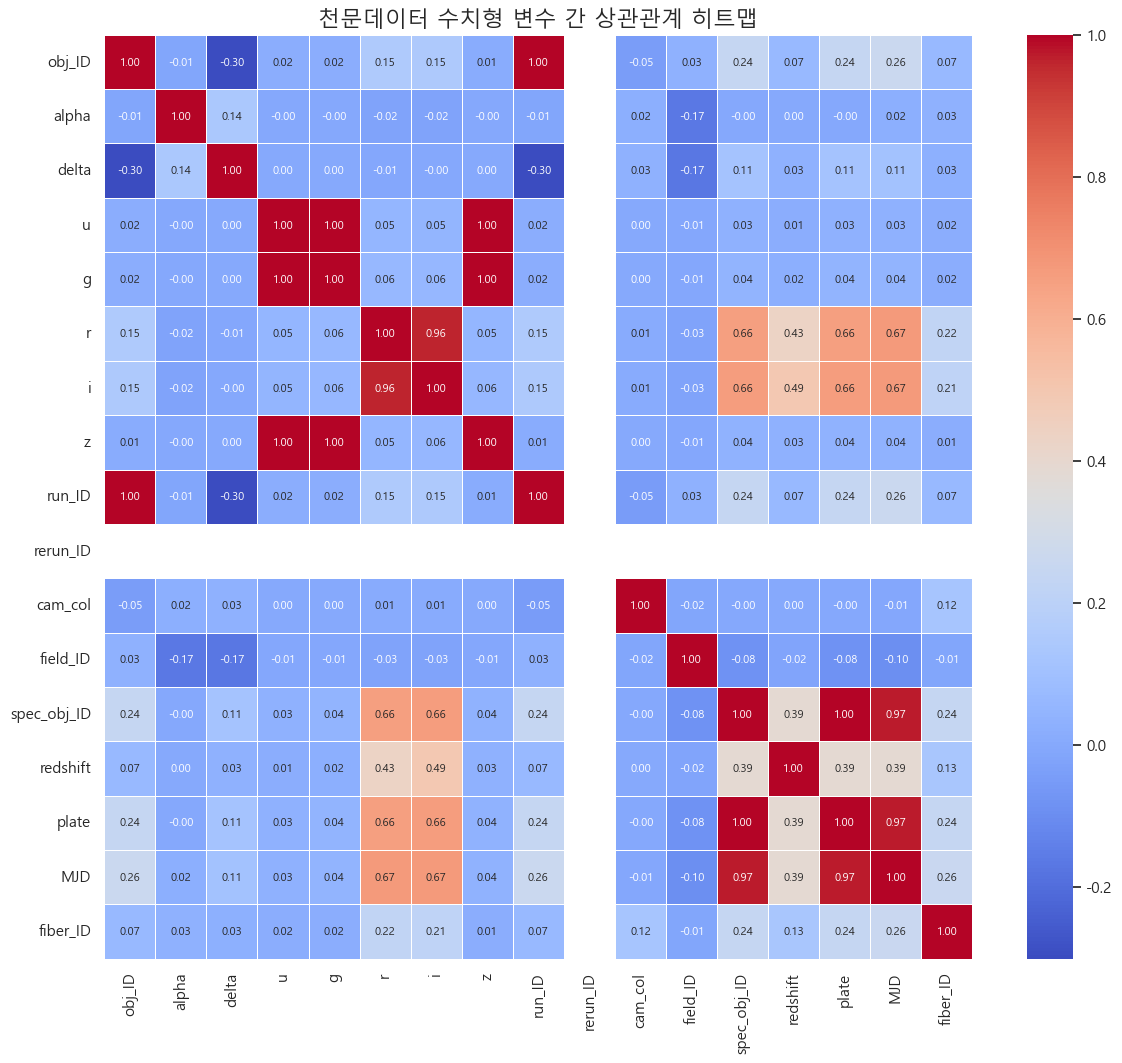 천문데이터 수치형 변수 간 상관관계 히트맵
obj_ID 1.00 -0.01 -0.30 0.02 0.02 0.15 0.15 0.01 1.00 -0.05 0.03 0.24 0.07 0.24 0.26 0.07
alpha -0.01 1.00 0.14 -0.00 -0.00 -0.02 -0.02 -0.00 -0.01 0.02 -0.17 -0.00 0.00 -0.00 0.02 0.03
delta -0.30 0.14 1.00 0.00 0.00 -0.01 -0.00 0.00 -0.30 0.03 -0.17 0.11 0.03 0.11 0.11 0.03
u 0.02 -0.00 0.00 1.00 1.00 0.05 0.05 1.00 0.02 0.00 -0.01 0.03 0.01 0.03 0.03 0.02
g 0.02 -0.00 0.00 1.00 1.00 0.06 0.06 1.00 0.02 0.00 -0.01 0.04 0.02 0.04 0.04 0.02
r 0.15 -0.02 -0.01 0.05 0.06 1.00 0.96 0.05 0.15 0.01 -0.03 0.66 0.43 0.66 0.67 0.22
i 0.15 -0.02 -0.00 0.05 0.06 0.96 1.00 0.06 0.15 0.01 -0.03 0.66 0.49 0.66 0.67 0.21
z 0.01 -0.00 0.00 1.00 1.00 0.05 0.06 1.00 0.01 0.00 -0.01 0.04 0.03 0.04 0.04 0.01
run_ID 1.00 -0.01 -0.30 0.02 0.02 0.15 0.15 0.01 1.00 -0.05 0.03 0.24 0.07 0.24 0.26 0.07
rerun_ID
cam_col -0.05 0.02 0.03 0.00 0.00 0.01 0.01 0.00 -0.05 1.00 -0.02 -0.00 0.00 -0.00 -0.01 0.12
field_ID 0.03 -0.17 -0.17 -0.01 -0.01 -0.03 -0.03 -0.01 0.03 -0.02 1.00 -0.08 -0.02 -0.08 -0.10 -0.01
spec_obj_ID 0.24 -0.00 0.11 0.03 0.04 0.66 0.66 0.04 0.24 -0.00 -0.08 1.00 0.39 1.00 0.97 0.24
redshift 0.07 0.00 0.03 0.01 0.02 0.43 0.49 0.03 0.07 0.00 -0.02 0.39 1.00 0.39 0.39 0.13
plate 0.24 -0.00 0.11 0.03 0.04 0.66 0.66 0.04 0.24 -0.00 -0.08 1.00 0.39 1.00 0.97 0.24
MJD 0.26 0.02 0.11 0.03 0.04 0.67 0.67 0.04 0.26 -0.01 -0.10 0.97 0.39 0.97 1.00 0.26
fiber_ID 0.07 0.03 0.03 0.02 0.02 0.22 0.21 0.01 0.07 0.12 -0.01 0.24 0.13 0.24 0.26 1.00
obj_ID alpha delta u g r i z run_ID rerun_ID cam_col field_ID spec_obj_ID redshift plate MJD fiber_ID
1.0
0.8
0.6
0.4
0.2
0.0
-0.2